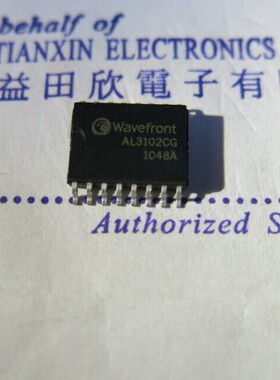 behalf of
TIANXIN ELECTRONICS
益田欣電子有
Wavefront
AL3102CG
1048A
Authorized S